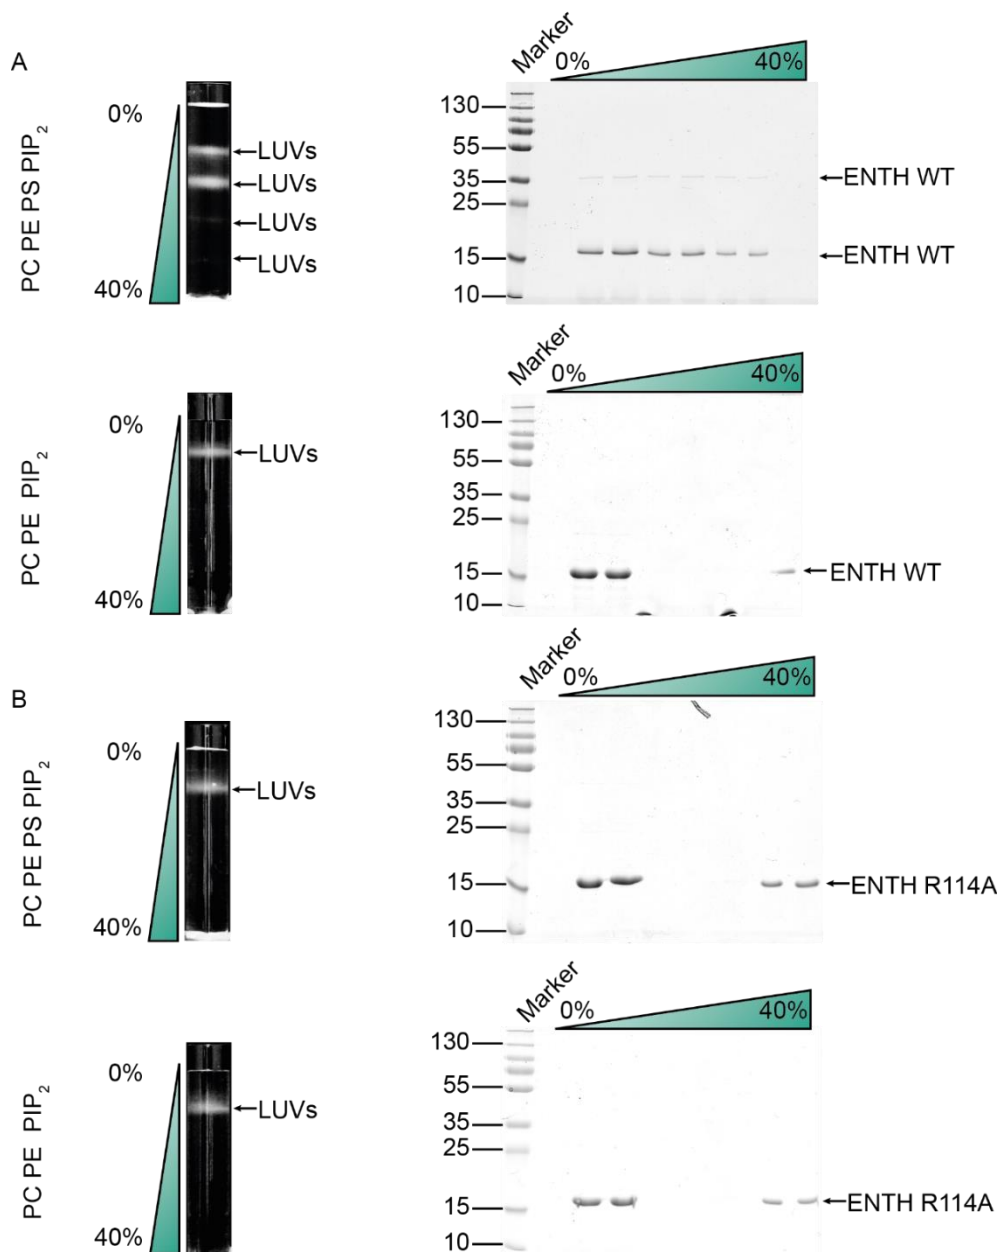 A
PC PE PS PIP₂
0%
40%
LUVs
LUVs
LUVs
LUVs
Marker
0%
40%
130
55
35
25
15
10
ENTH WT
ENTH WT
PC PE PIP₂
0%
40%
LUVs
Marker
0%
40%
130
55
35
25
15
10
ENTH WT
B
PC PE PS PIP₂
0%
40%
LUVs
Marker
0%
40%
130
55
35
25
15
10
ENTH R114A
PC PE PIP₂
0%
40%
LUVs
Marker
0%
40%
130
55
35
25
15
10
ENTH R114A